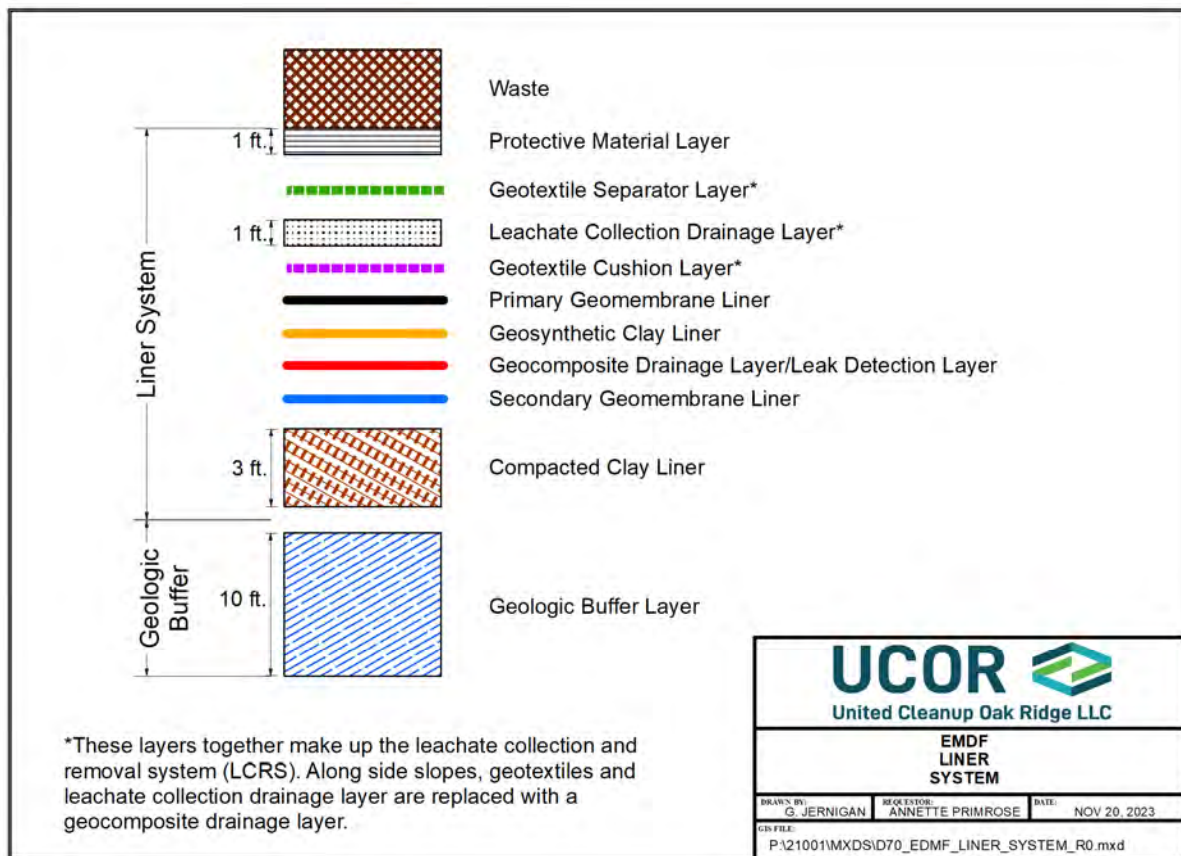 Waste
1 ft.
Protective Material Layer
Geotextile Separator Layer*
1 ft.
Leachate Collection Drainage Layer*
Geotextile Cushion Layer*
Primary Geomembrane Liner
Geosynthetic Clay Liner
Geocomposite Drainage Layer/Leak Detection Layer
Secondary Geomembrane Liner
3 ft.
Compacted Clay Liner
Liner System
10 ft.
Geologic Buffer Layer
Geologic
Buffer
*These layers together make up the leachate collection and
removal system (LCRS). Along side slopes, geotextiles and
leachate collection drainage layer are replaced with a
geocomposite drainage layer.
UCOR
United Cleanup Oak Ridge LLC
EMDF
LINER
SYSTEM
DRAWN BY:
G. JERNIGAN
REQUESTOR:
ANNETTE PRIMROSE
DATE:
NOV 20, 2023
GIS FILE:
P:\21001\MXDS\D70_EDMF_LINER_SYSTEM_R0.mxd